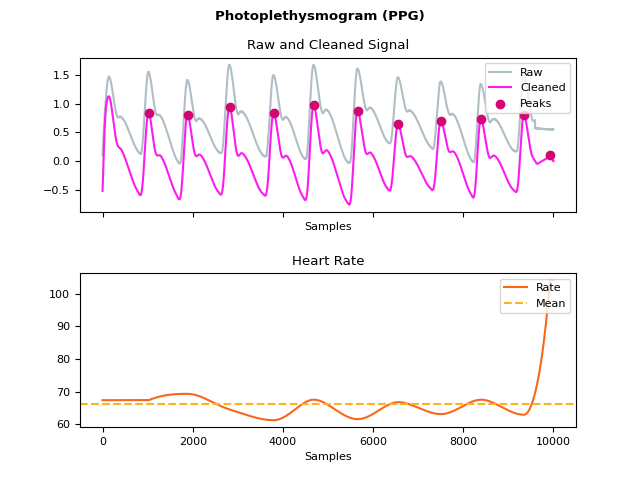 Photoplethysmogram (PPG)
Raw and Cleaned Signal
1.5
1.0
0.5
0.0
−0.5
Raw
Cleaned
Peaks
Samples
Heart Rate
100
90
80
70
60
Rate
Mean
0
2000
4000
6000
8000
10000
Samples